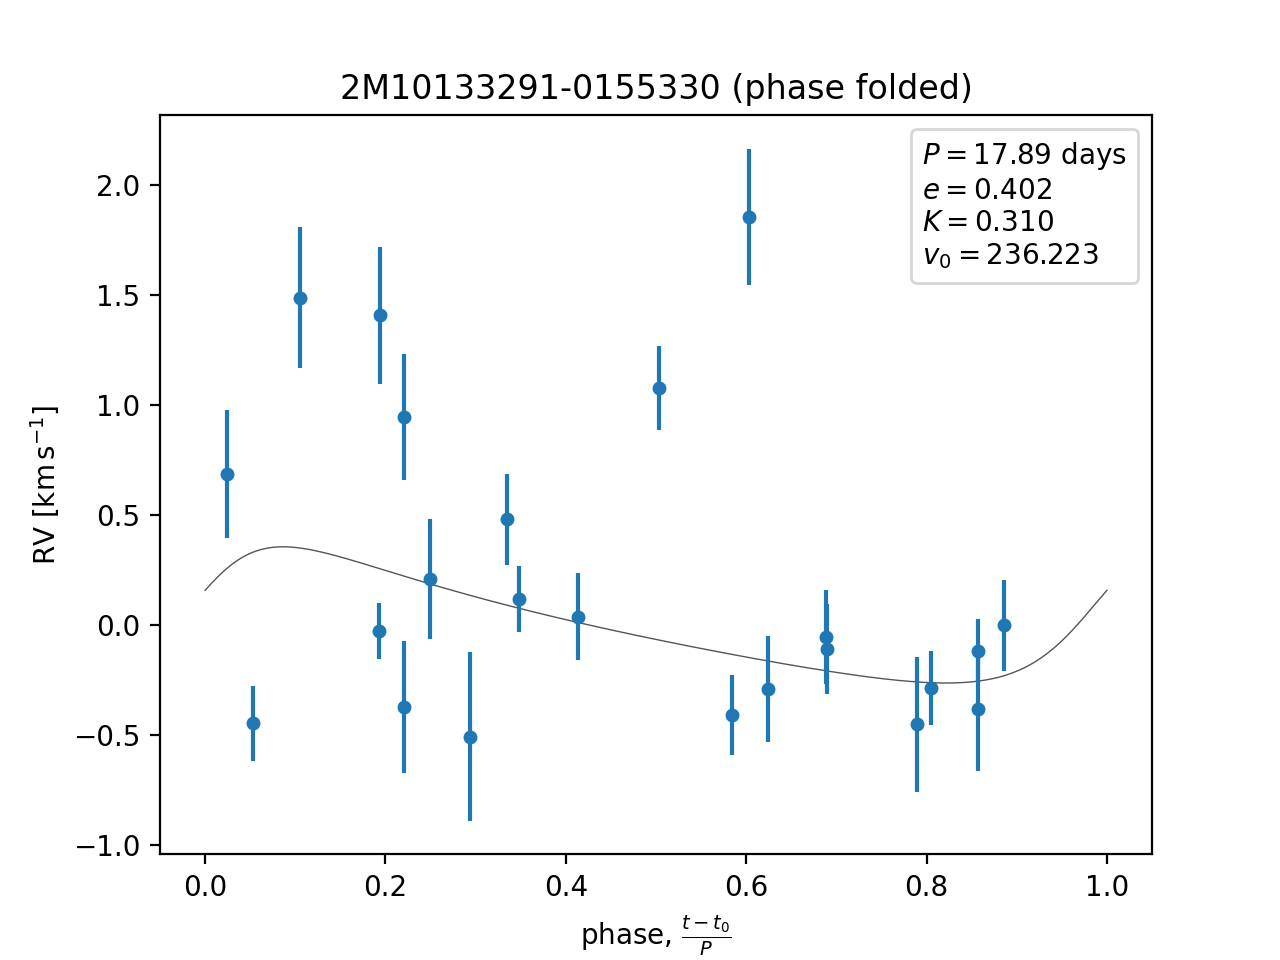 2M10133291-0155330 (phase folded)
P = 17.89 days
e = 0.402
K = 0.310
v₀ = 236.223
RV [km s⁻¹]
2.0
1.5
1.0
0.5
0.0
−0.5
−1.0
0.0 0.2 0.4 0.6 0.8 1.0
phase, (t − t₀)/P